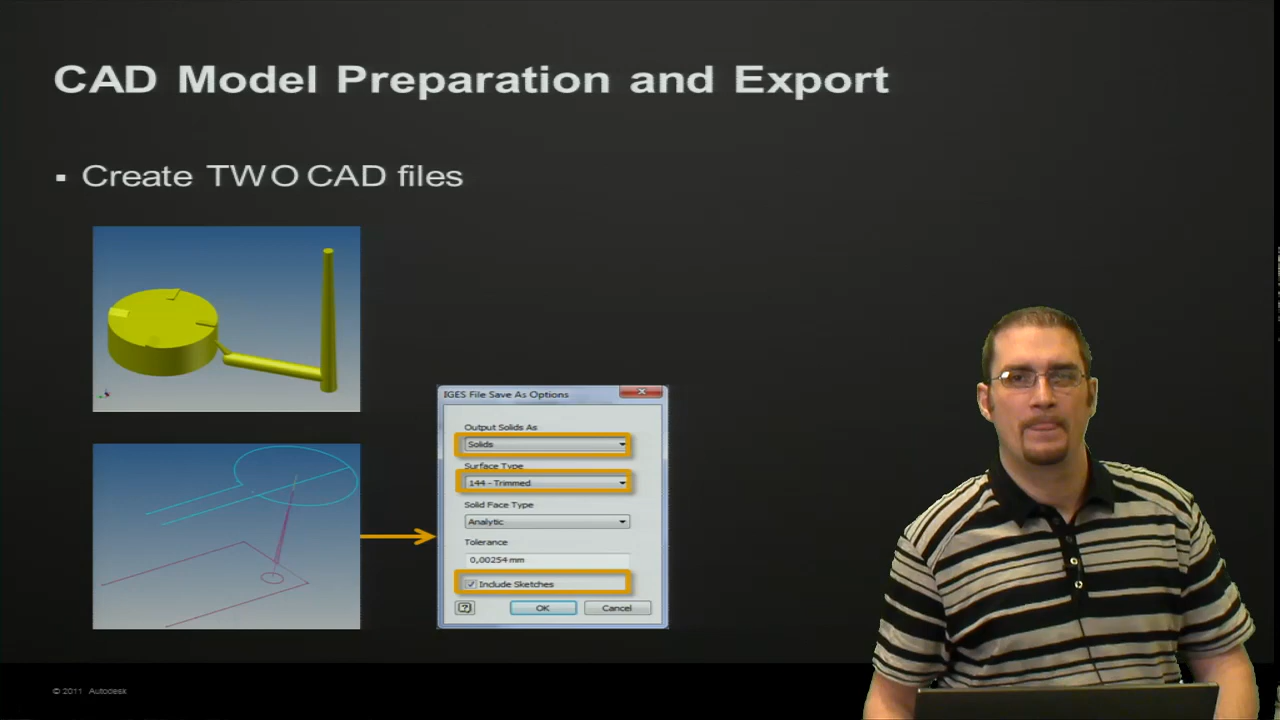 CAD Model Preparation and Export
▪ Create TWO CAD files
IGES File Save As Options
Output Solids As
Solids
Surface Type
144 - Trimmed
Solid Face Type
Analytic
Tolerance
0,00254 mm
Include Sketches
OK Cancel
© 2011 Autodesk